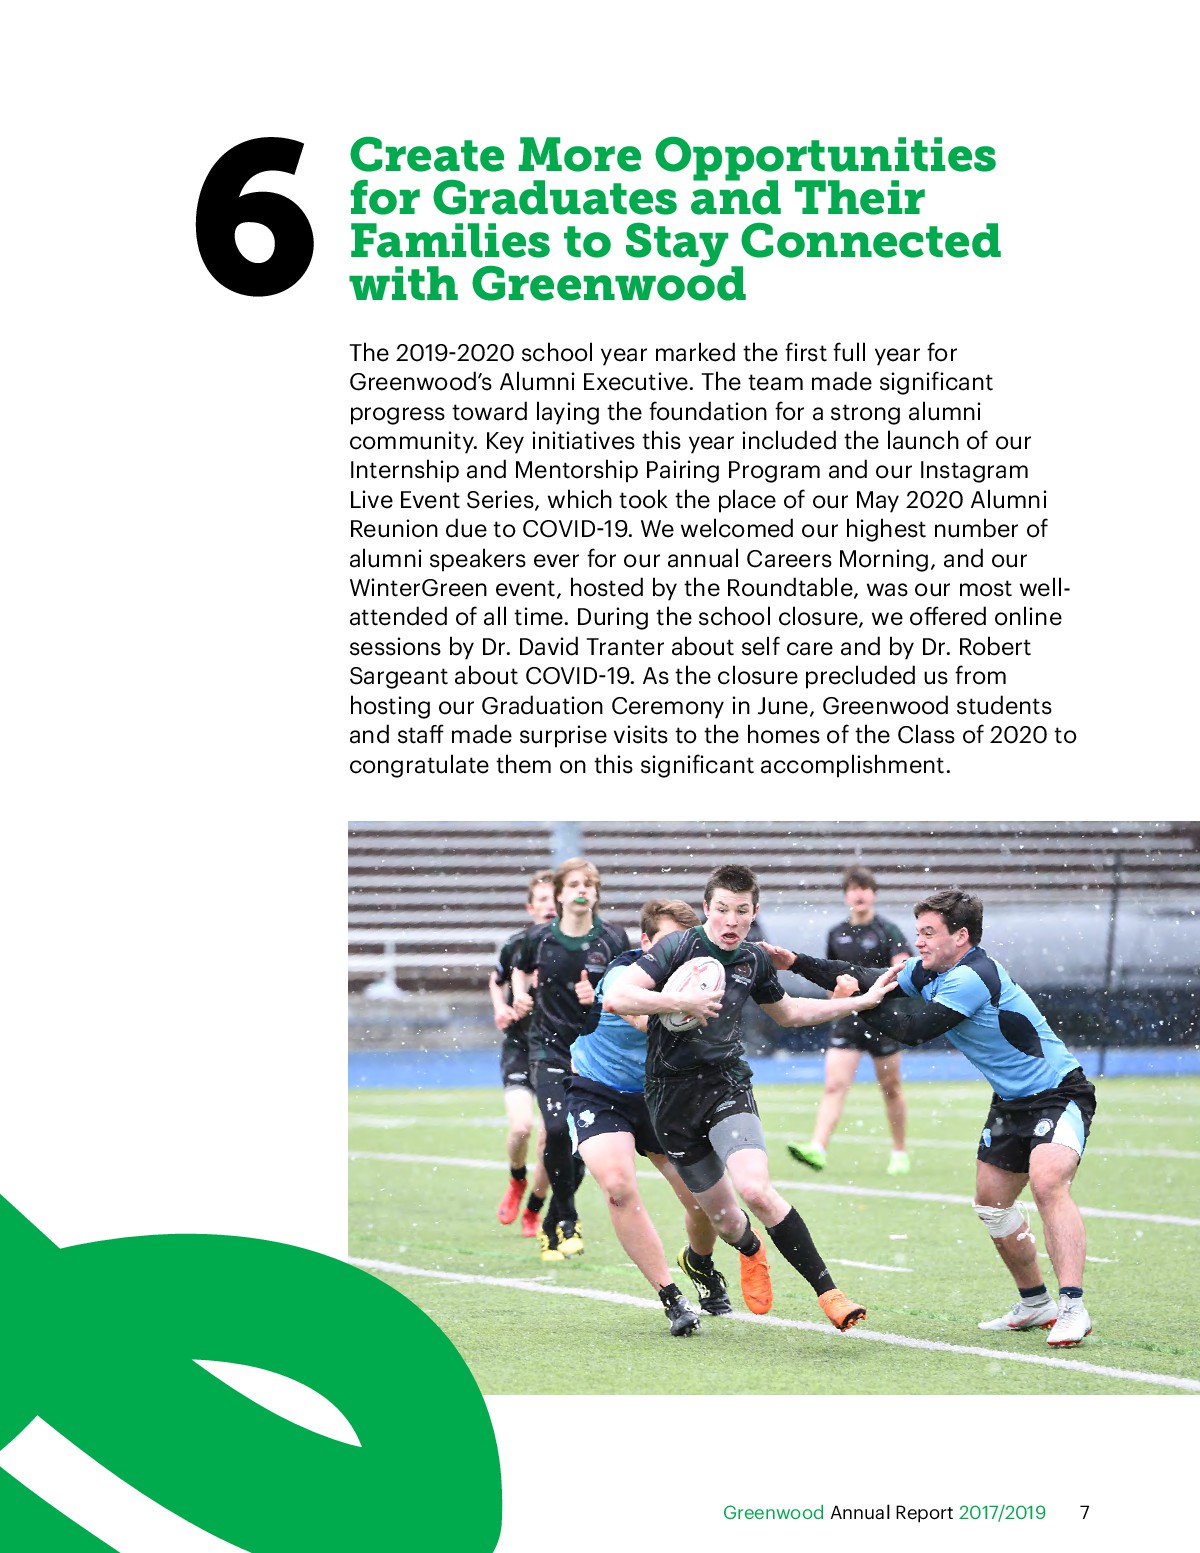 6
Create More Opportunities
for Graduates and Their
Families to Stay Connected
with Greenwood
The 2019-2020 school year marked the first full year for
Greenwood’s Alumni Executive. The team made significant
progress toward laying the foundation for a strong alumni
community. Key initiatives this year included the launch of our
Internship and Mentorship Pairing Program and our Instagram
Live Event Series, which took the place of our May 2020 Alumni
Reunion due to COVID-19. We welcomed our highest number of
alumni speakers ever for our annual Careers Morning, and our
WinterGreen event, hosted by the Roundtable, was our most well-
attended of all time. During the school closure, we offered online
sessions by Dr. David Tranter about self care and by Dr. Robert
Sargeant about COVID-19. As the closure precluded us from
hosting our Graduation Ceremony in June, Greenwood students
and staff made surprise visits to the homes of the Class of 2020 to
congratulate them on this significant accomplishment.
Greenwood Annual Report 2017/2019 7